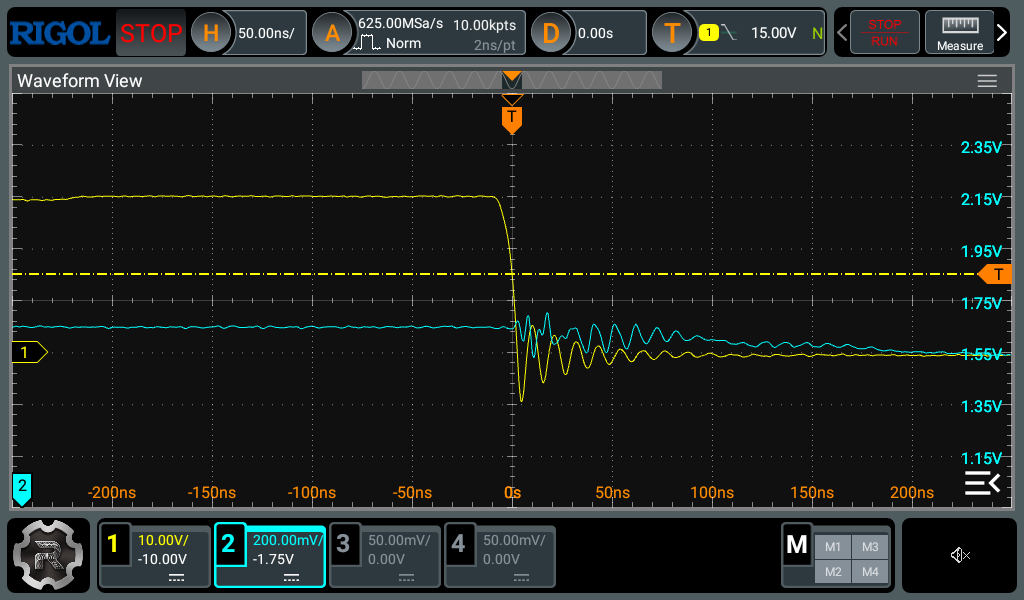 RIGOL STOP H 50.00ns/ A 625.00MSa/s 10.00kpts D 0.00s T 1 15.00V N STOP
Norm 2ns/pt RUN Measure
Waveform View
T
2.35V
2.15V
1.95V
T
1.75V
1 1.55V
1.35V
1.15V
2 -200ns -150ns -100ns -50ns 0s 50ns 100ns 150ns 200ns
1 10.00V/ 2 200.00mV/ 3 50.00mV/ 4 50.00mV/ M M1 M3
-10.00V -1.75V 0.00V 0.00V M2 M4